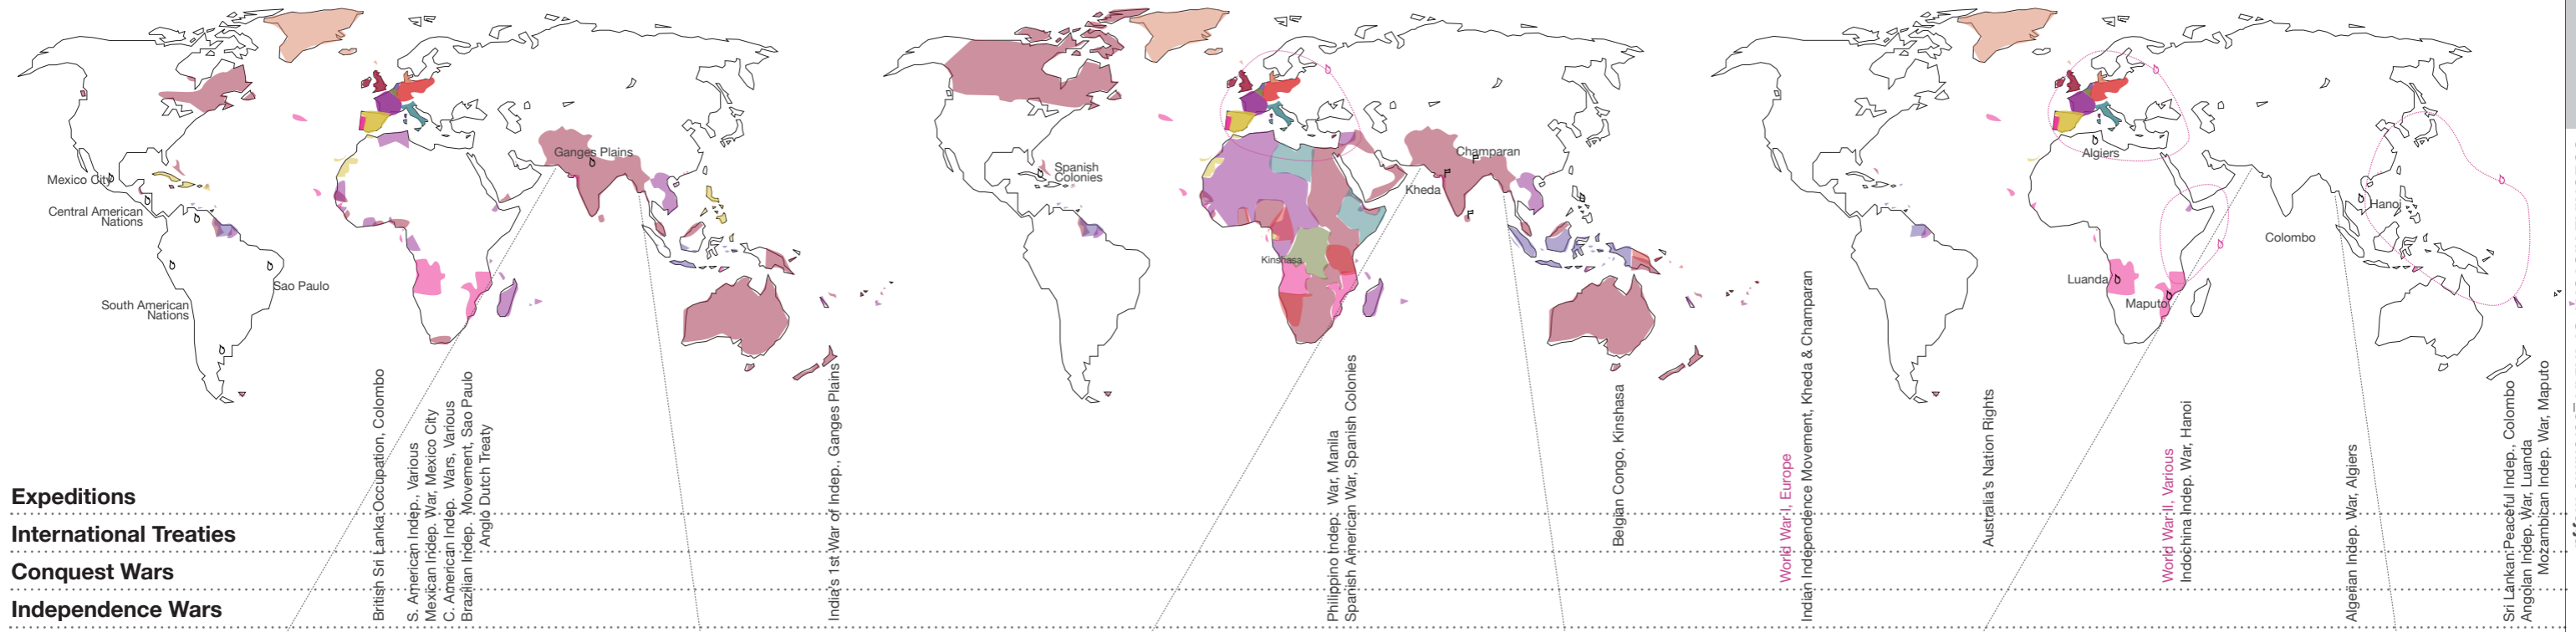 Mexico City
Central American
Nations
South American
Nations
Sao Paulo
Ganges Plains
Spanish
Colonies
Kinshasa
Kheda
Champaran
Algiers
Luanda
Maputo
Colombo
Hanoi
Expeditions
International Treaties
Conquest Wars
Independence Wars
British Sri Lanka Occupation, Colombo
S. American Indep., Various
Mexican Indep. War, Mexico City
C. American Indep. Wars, Various
Brazilian Indep. Movement, Sao Paulo
Anglo Dutch Treaty
India's 1st War of Indep., Ganges Plains
Philippino Indep. War, Manila
Spanish American War, Spanish Colonies
Belgian Congo, Kinshasa
World War I, Europe
Indian Independence Movement, Kheda & Champaran
Australia's Nation Rights
World War II, Various
Indochina Indep. War, Hanoi
Algerian Indep. War, Algiers
Sri Lankan Peaceful Indep., Colombo
Angolan Indep. War, Luanda
Mozambican Indep. War, Maputo